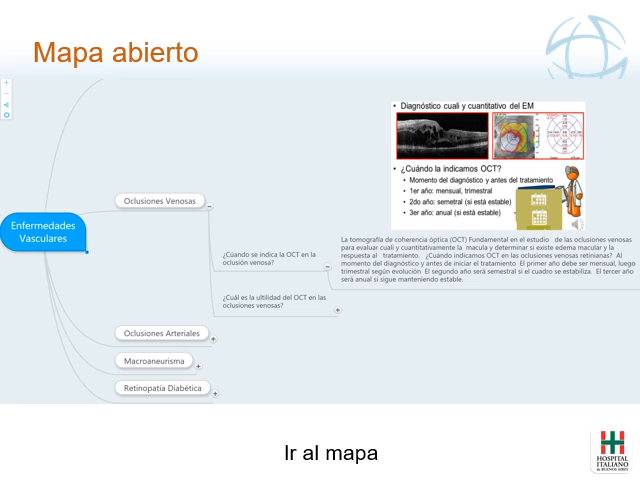 Mapa abierto
• Diagnóstico cuali y cuantitativo del EM
• ¿Cuándo la indicamos OCT?
• Momento del diagnóstico y antes del tratamiento
• 1er año: mensual, trimestral
• 2do año: semetral (si está estable)
• 3er año: anual (si está estable)
Enfermedades
Vasculares
Oclusiones Venosas
¿Cúando se indica la OCT en la
oclusión venosa?
La tomografía de coherencia óptica (OCT) Fundamental en el estudio de las oclusiones venosas
para evaluar cuali y cuantitativamente la macula y determinar si existe edema macular y la
respuesta al tratamiento. ¿Cuándo indicamos OCT en las oclusiones venosas retinianas? Al
momento del diagnóstico y antes de iniciar el tratamiento El primer año debe ser mensual, luego
trimestral según evolución El segundo año será semestral si el cuadro se estabiliza. El tercer año
será anual si sigue manteniendo estable.
¿Cuál es la ultilidad del OCT en las
oclusiones venosas?
Oclusiones Arteriales
Macroaneurisma
Retinopatía Diabética
Ir al mapa
HOSPITAL
ITALIANO
de BUENOS AIRES